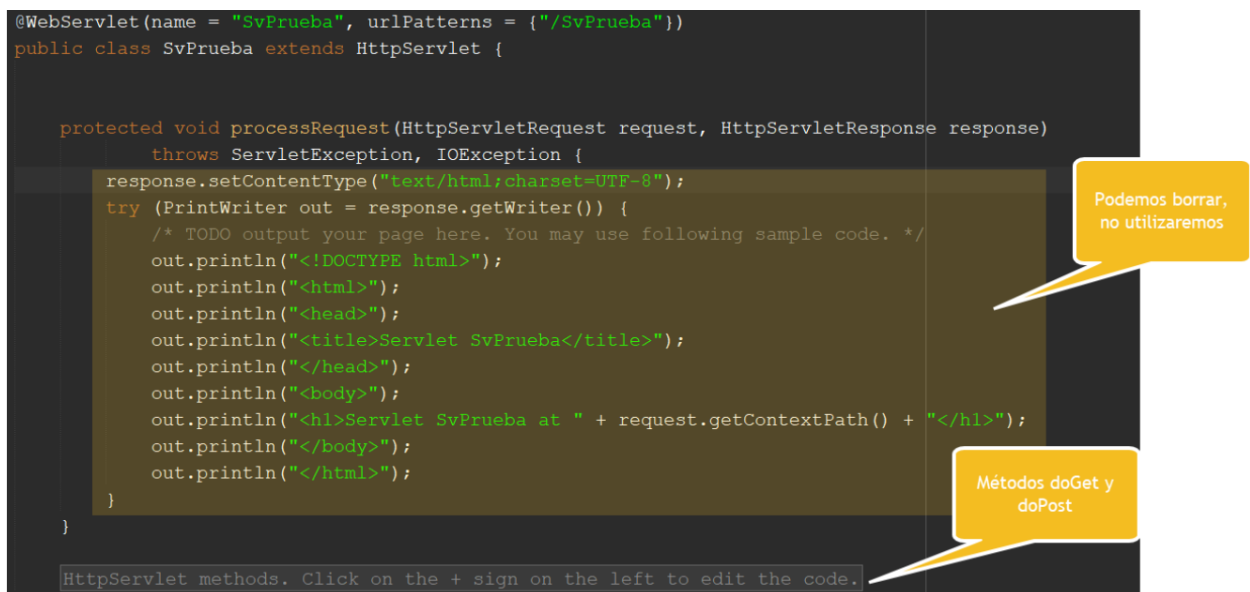 @WebServlet(name = "SvPrueba", urlPatterns = {"/SvPrueba"})
public class SvPrueba extends HttpServlet {
protected void processRequest(HttpServletRequest request, HttpServletResponse response)
throws ServletException, IOException {
response.setContentType("text/html;charset=UTF-8");
try (PrintWriter out = response.getWriter()) {
/* TODO output your page here. You may use following sample code. */
out.println("<!DOCTYPE html>");
out.println("<html>");
out.println("<head>");
out.println("<title>Servlet SvPrueba</title>");
out.println("</head>");
out.println("<body>");
out.println("<h1>Servlet SvPrueba at " + request.getContextPath() + "</h1>");
out.println("</body>");
out.println("</html>");
}
}
HttpServlet methods. Click on the + sign on the left to edit the code.
Podemos borrar,
no utilizaremos
Métodos doGet y
doPost